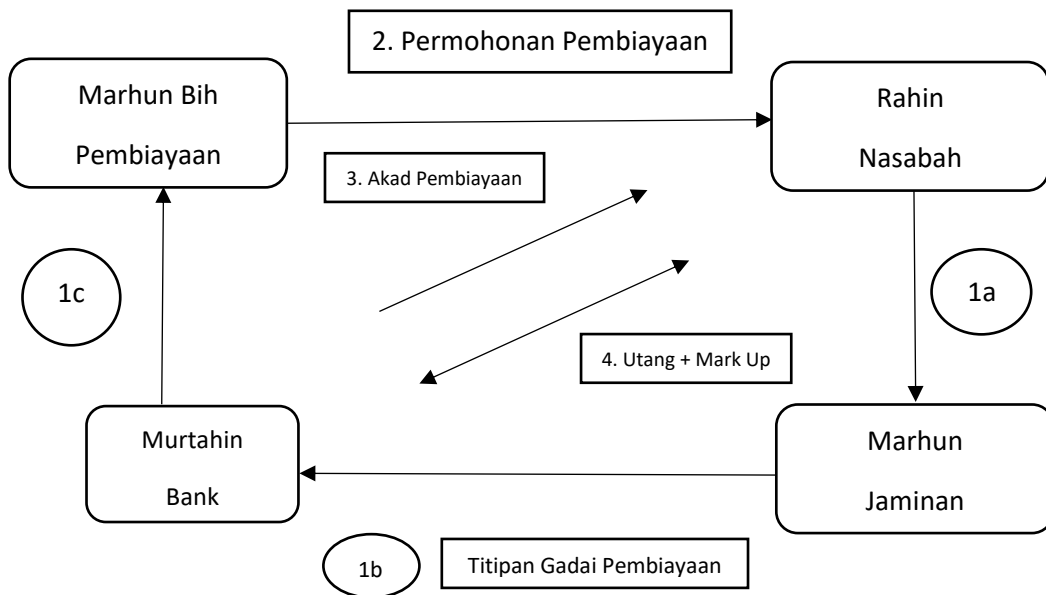 2. Permohonan Pembiayaan
Marhun Bih
Pembiayaan
Rahin
Nasabah
3. Akad Pembiayaan
1c
1a
4. Utang + Mark Up
Murtahin
Bank
Marhun
Jaminan
1b
Titipan Gadai Pembiayaan